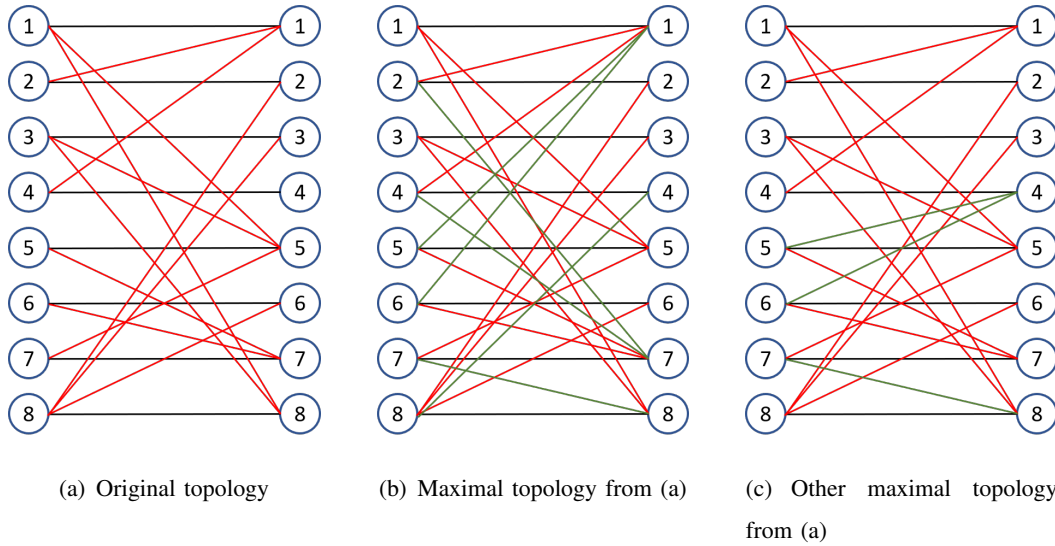 1 1 1 1 1 1
2 2 2 2 2 2
3 3 3 3 3 3
4 4 4 4 4 4
5 5 5 5 5 5
6 6 6 6 6 6
7 7 7 7 7 7
8 8 8 8 8 8
(a) Original topology
(b) Maximal topology from (a)
(c) Other maximal topology
from (a)